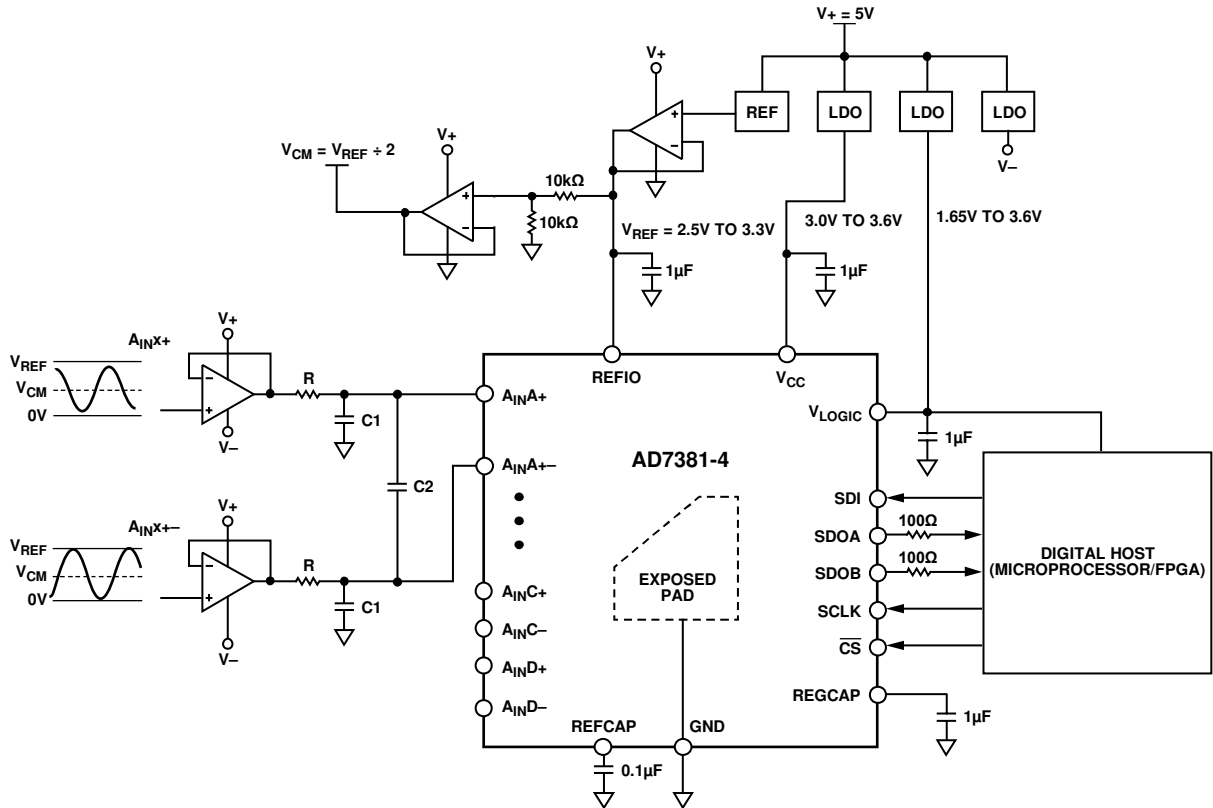 V+ = 5V
V+
REF
LDO
LDO
LDO
V–
V+
VCM = VREF ÷ 2
10kΩ
10kΩ
VREF = 2.5V TO 3.3V
3.0V TO 3.6V
1.65V TO 3.6V
1µF
1µF
AINx+
V+
VREF
VCM
0V
R
C1
V–
REFIO
VCC
AINA+
VLOGIC
1µF
AD7381-4
AINA+–
C2
AINx+–
V+
VREF
VCM
0V
R
C1
V–
SDI
SDOA
100Ω
SDOB
100Ω
SCLK
CS
DIGITAL HOST
(MICROPROCESSOR/FPGA)
EXPOSED
PAD
AINC+
AINC–
AIND+
AIND–
REGCAP
1µF
REFCAP
GND
0.1µF